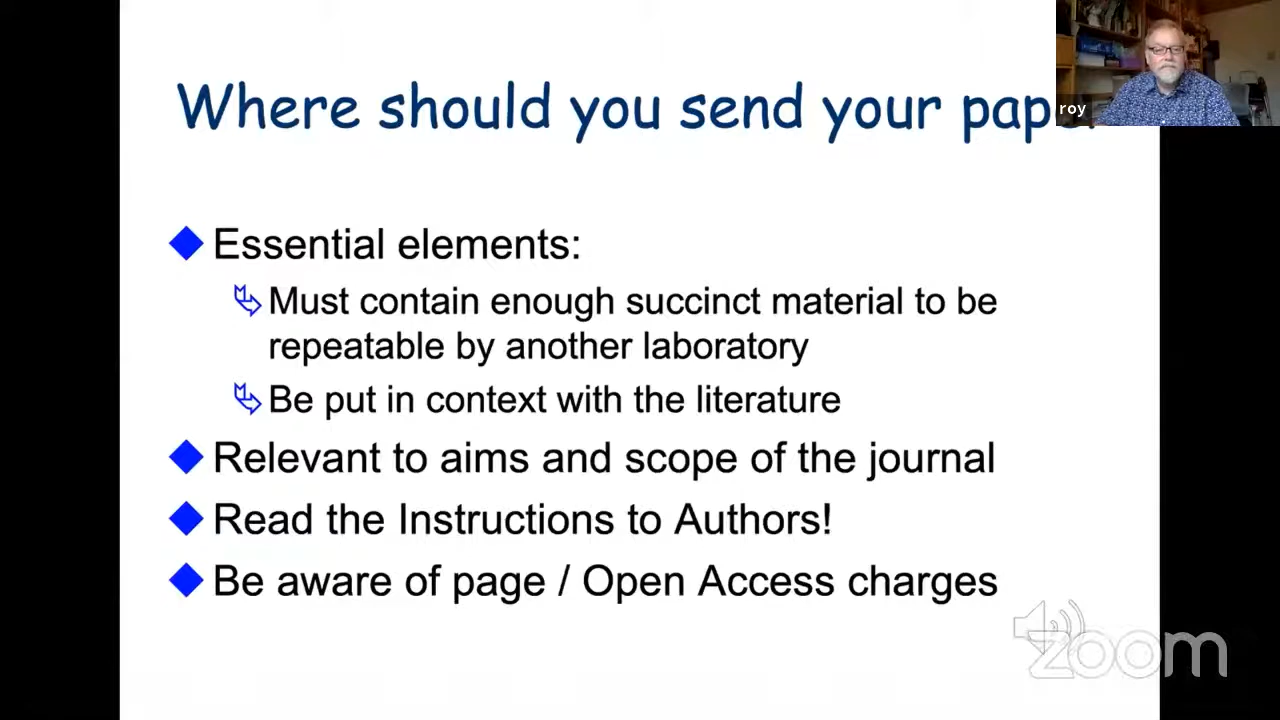 Where should you send your pape
roy
Essential elements:
Must contain enough succinct material to be
repeatable by another laboratory
Be put in context with the literature
Relevant to aims and scope of the journal
Read the Instructions to Authors!
Be aware of page / Open Access charges
zoom